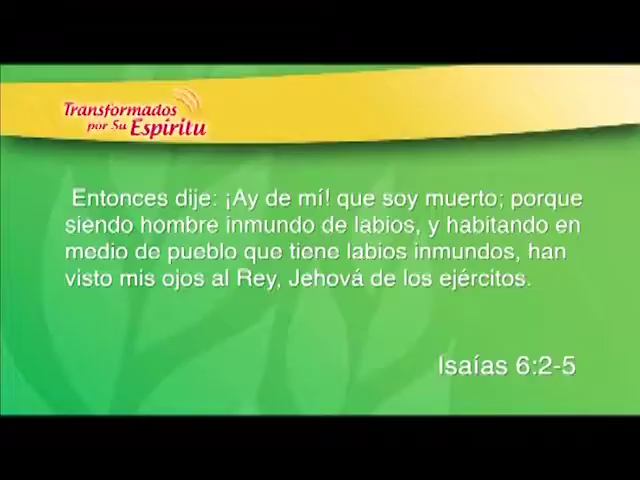 Transformados
por Su Espíritu
Entonces dije: ¡Ay de mí! que soy muerto; porque
siendo hombre inmundo de labios, y habitando en
medio de pueblo que tiene labios inmundos, han
visto mis ojos al Rey, Jehová de los ejércitos.
Isaías 6:2-5